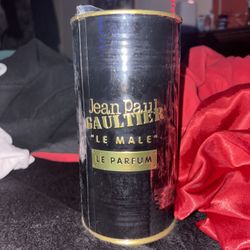 Jean Paul
GAULTIER
"LE MALE"
LE PARFUM